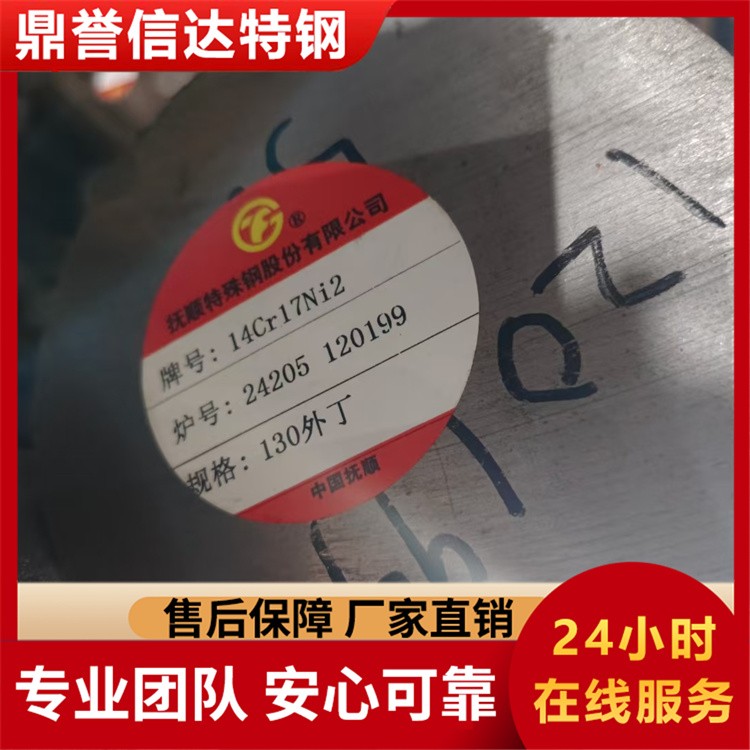 鼎誉信达特钢
®
抚顺特殊钢股份有限公司
牌号: 14Cr17Ni2
炉号: 24205 120199
规格: 130外丁
中国抚顺
售后保障 厂家直销
24小时
在线服务
专业团队 安心可靠